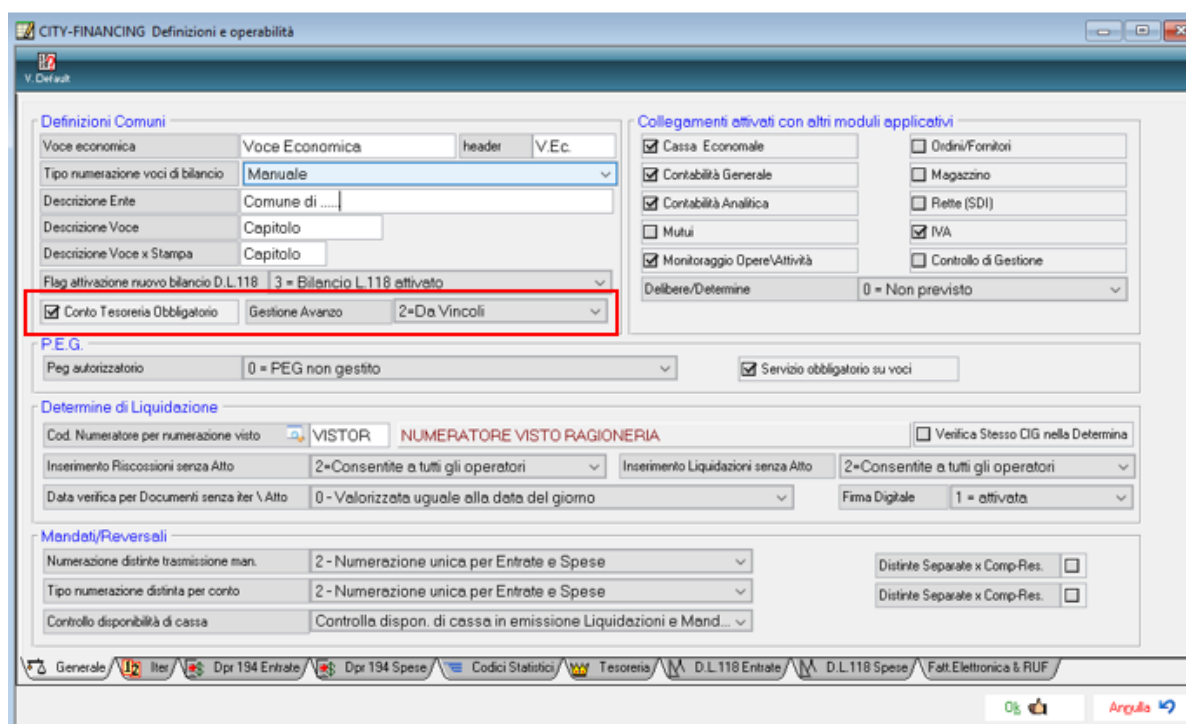 CITY-FINANCING Definizioni e operabilità
V. Default
Definizioni Comuni
Voce economica Voce Economica header V.Ec.
Tipo numerazione voci di bilancio Manuale
Descrizione Ente Comune di .....
Descrizione Voce Capitolo
Descrizione Voce x Stampa Capitolo
Flag attivazione nuovo bilancio D.L.118 3 = Bilancio L.118 attivato
Conto Tesoreria Obbligatorio Gestione Avanzo 2=Da Vincoli
Collegamenti attivati con altri moduli applicativi
Cassa Economale Ordini/Fornitori
Contabilità Generale Magazzino
Contabilità Analitica Rette (SDI)
Mutui IVA
Monitoraggio Opere\Attività Controllo di Gestione
Delibere/Determine 0 = Non previsto
P.E.G.
Peg autorizzatorio 0 = PEG non gestito Servizio obbligatorio su voci
Determine di Liquidazione
Cod. Numeratore per numerazione visto VISTOR NUMERATORE VISTO RAGIONERIA Verifica Stesso CIG nella Determina
Inserimento Riscossioni senza Atto 2=Consentite a tutti gli operatori Inserimento Liquidazioni senza Atto 2=Consentite a tutti gli operatori
Data verifica per Documenti senza iter \ Atto 0 - Valorizzata uguale alla data del giorno Firma Digitale 1 = attivata
Mandati/Reversali
Numerazione distinte trasmissione man. 2 - Numerazione unica per Entrate e Spese Distinte Separate x Comp-Res.
Tipo numerazione distinta per conto 2 - Numerazione unica per Entrate e Spese Distinte Separate x Comp-Res.
Controllo disponibilità di cassa Controlla dispon. di cassa in emissione Liquidazioni e Mand...
Generale Iter Dpr 194 Entrate Dpr 194 Spese Codici Statistici Tesoreria D.L.118 Entrate D.L.118 Spese Fatt.Elettronica & RUF
Ok Annulla